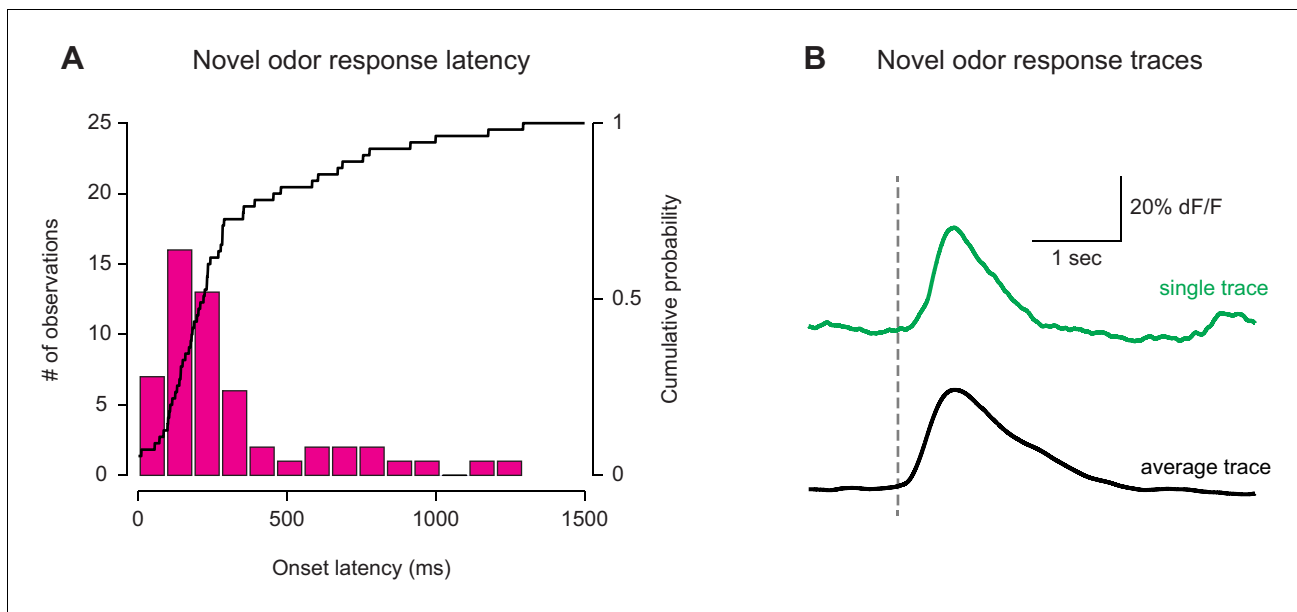 A
Novel odor response latency
25
20
15
10
5
0
# of observations
1
0.5
0
Cumulative probability
0
500
1000
1500
Onset latency (ms)
B
Novel odor response traces
20% dF/F
1 sec
single trace
average trace